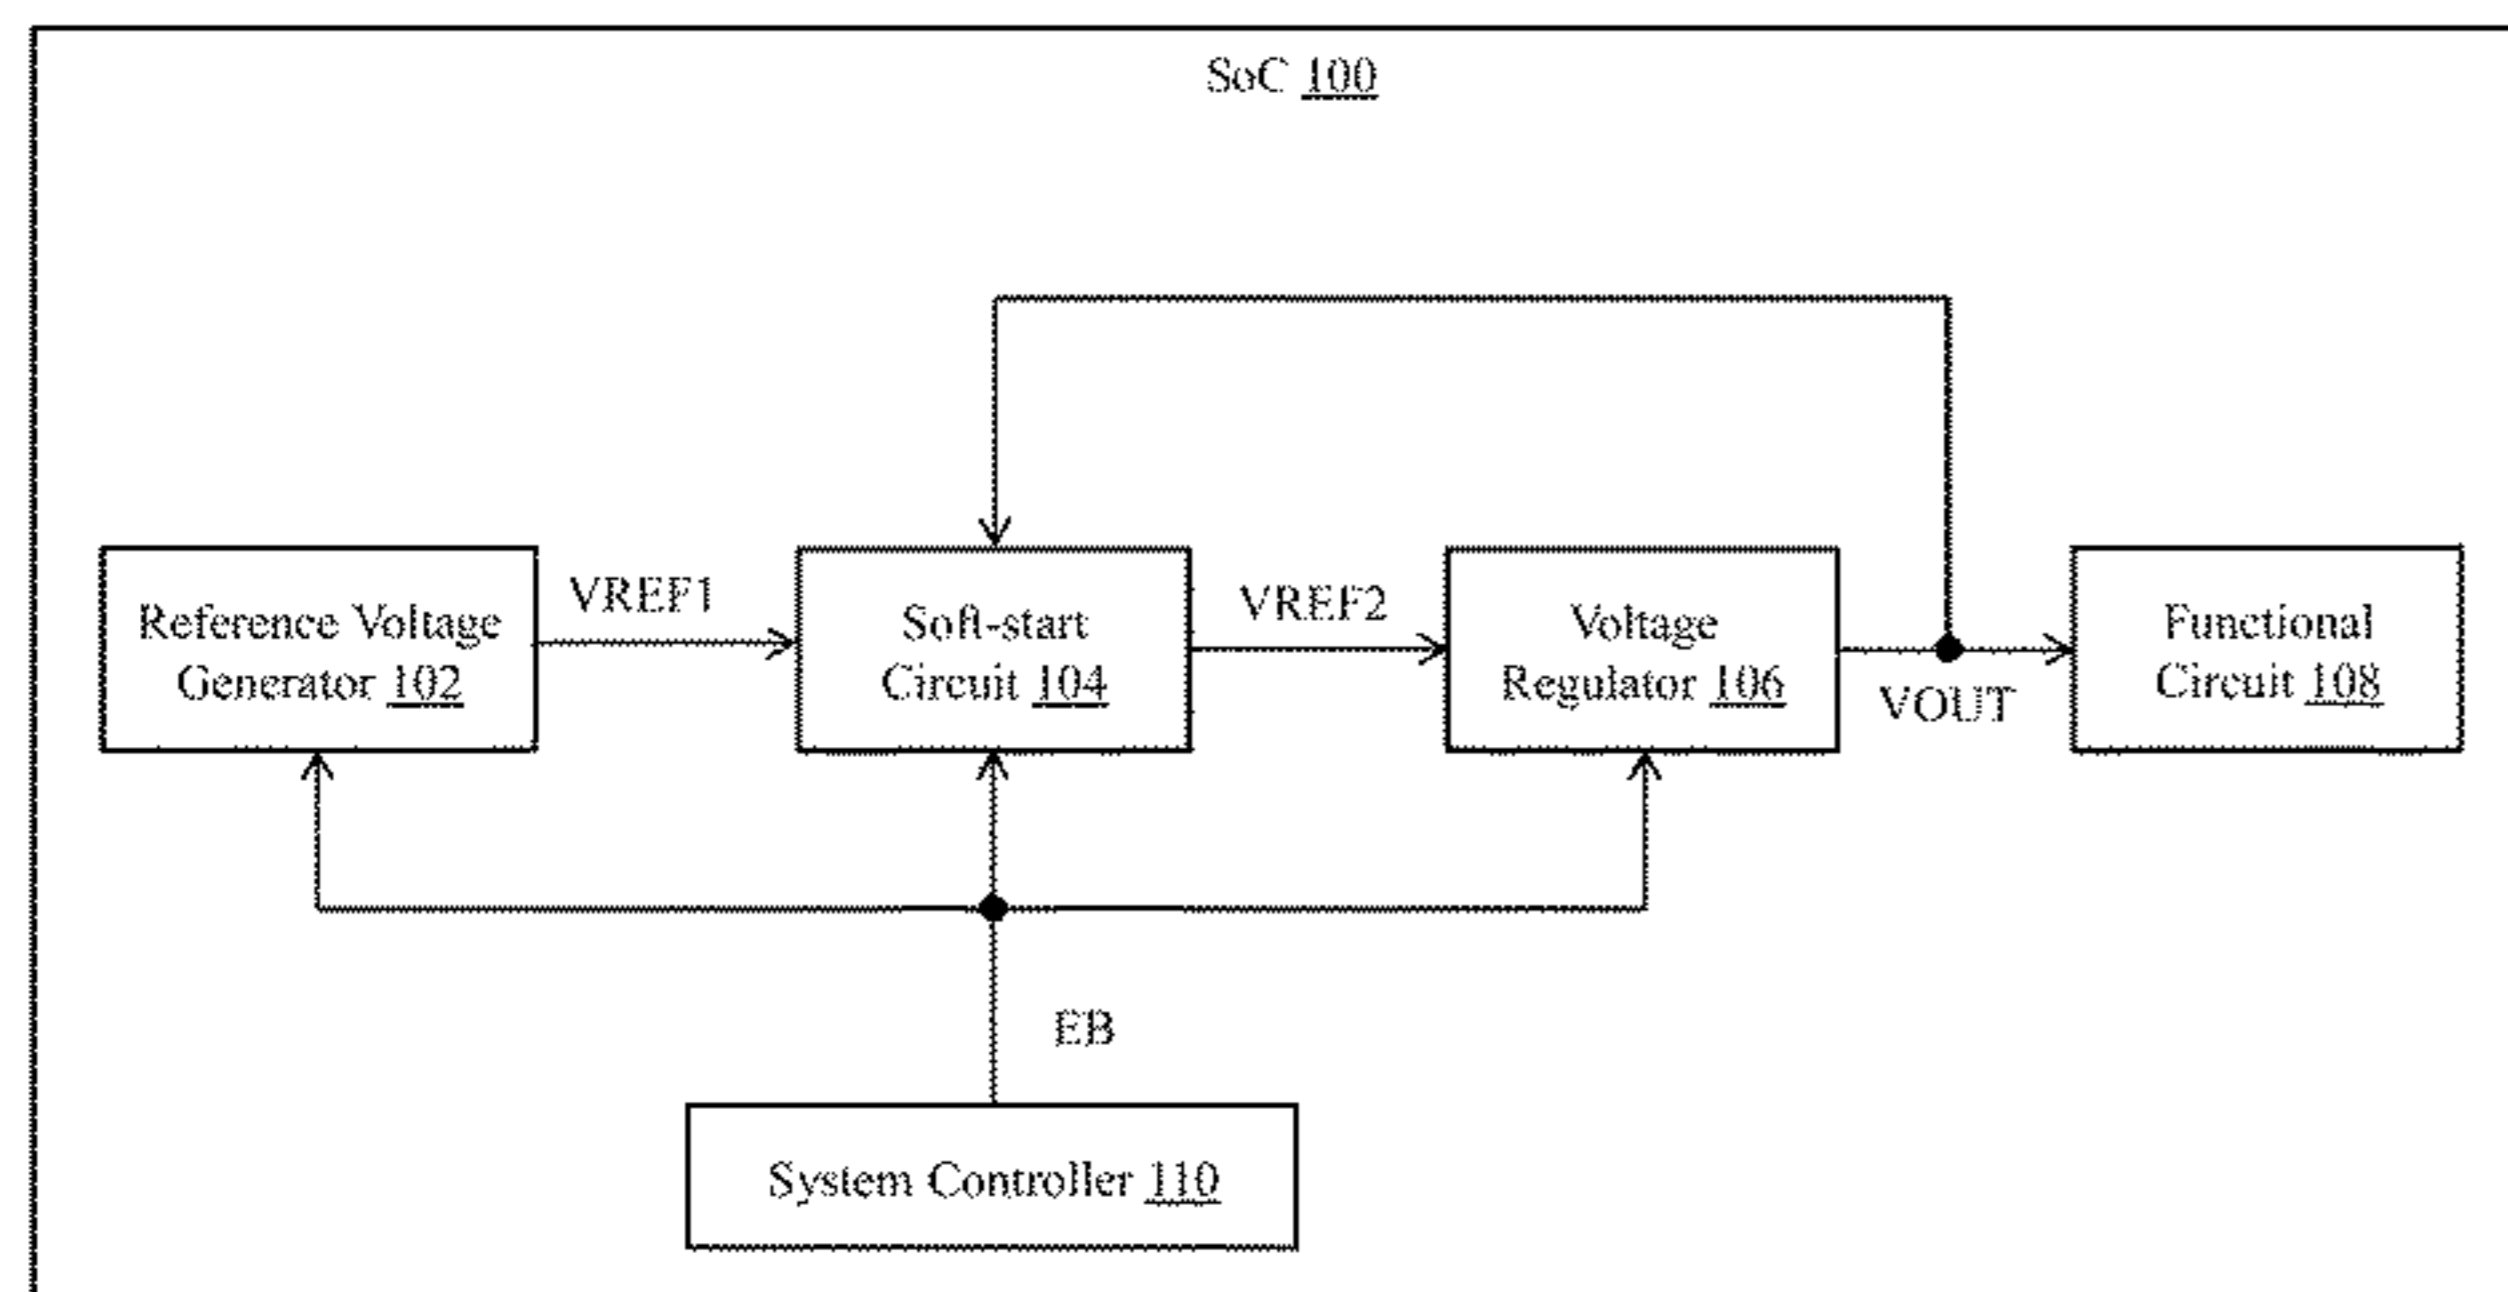 SoC 100
VREF1
VREF2
Reference Voltage
Generator 102
Soft-start
Circuit 104
Voltage
Regulator 106
VOUT
Functional
Circuit 108
EB
System Controller 110